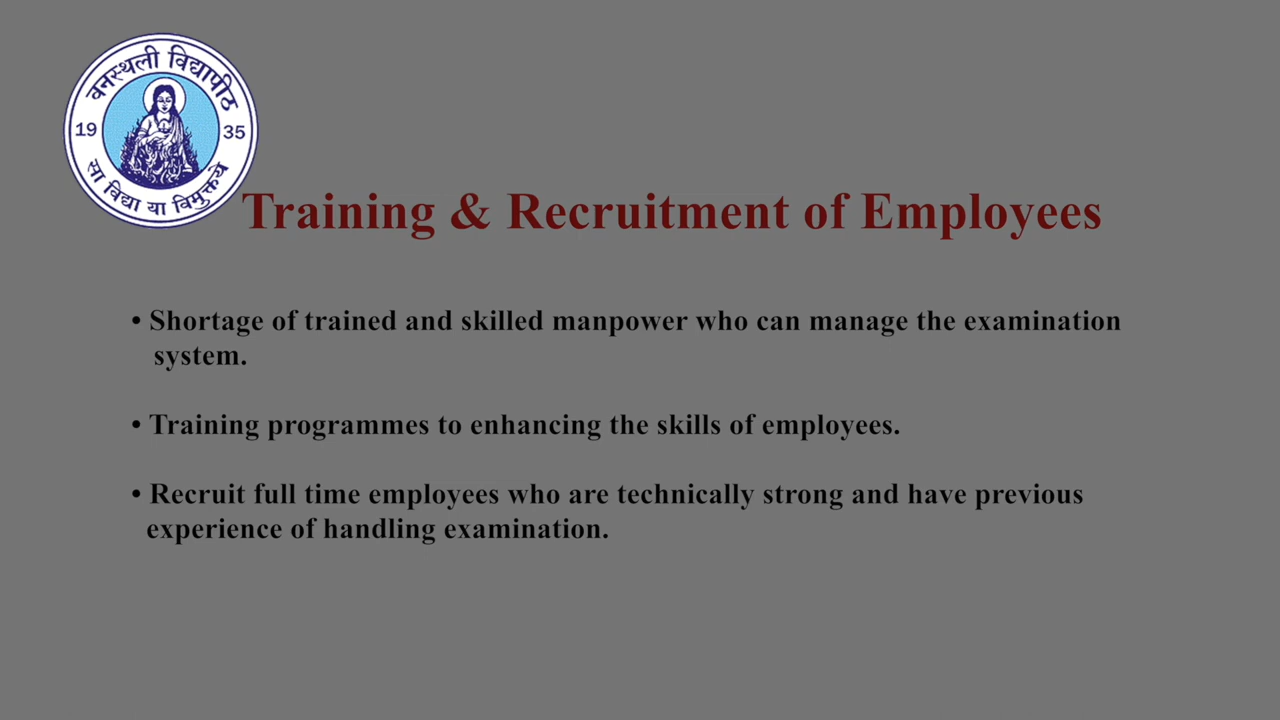 वनस्थली विद्यापीठ
19 35
सा विद्या या विमुक्तये
Training & Recruitment of Employees
• Shortage of trained and skilled manpower who can manage the examination
system.
• Training programmes to enhancing the skills of employees.
• Recruit full time employees who are technically strong and have previous
experience of handling examination.